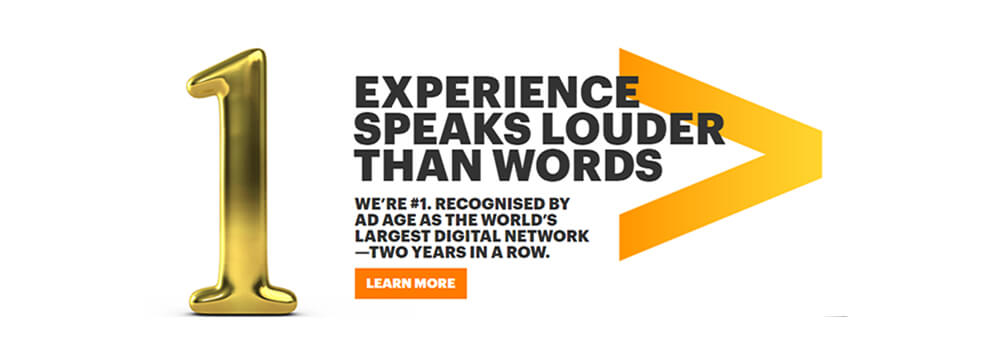 1
EXPERIENCE
SPEAKS LOUDER
THAN WORDS
WE'RE #1. RECOGNISED BY
AD AGE AS THE WORLD'S
LARGEST DIGITAL NETWORK
—TWO YEARS IN A ROW.
LEARN MORE